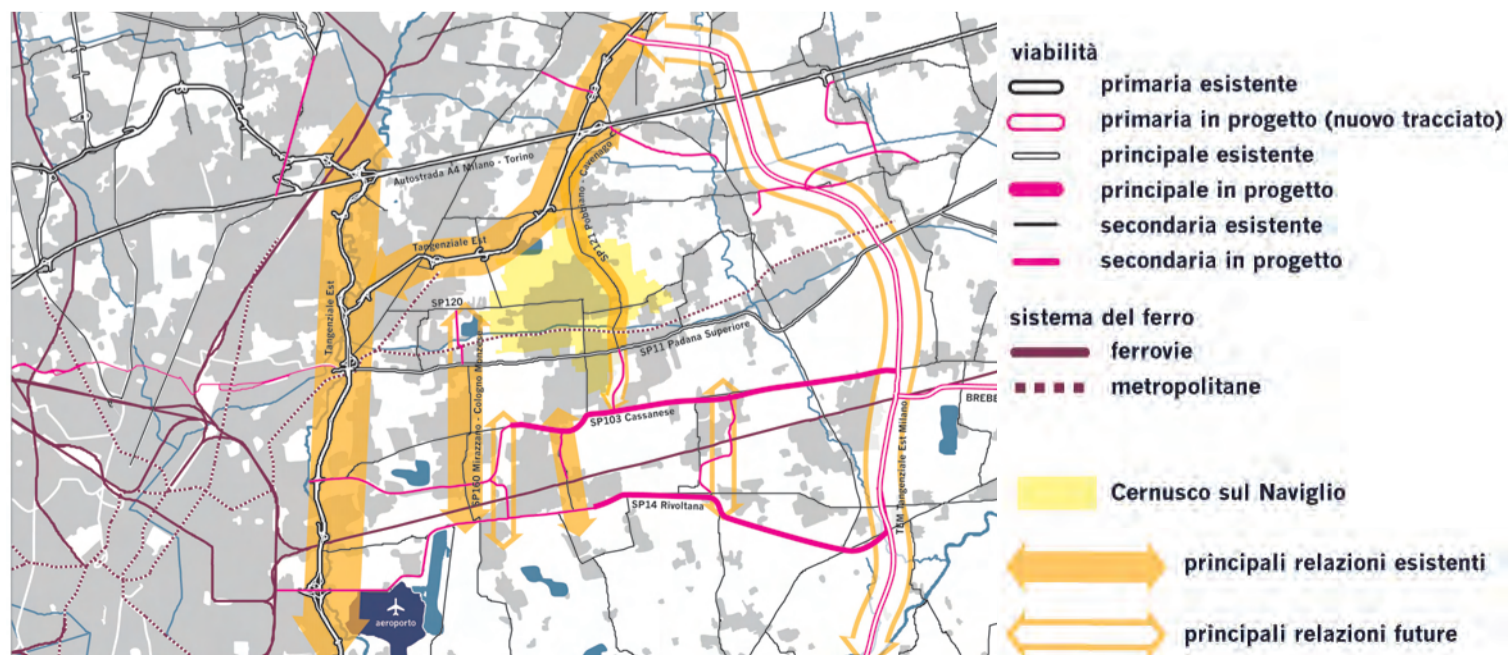 Autostrada A4 Milano - Torino
SP121 Pobbiano - Cavenago
Tangenziale Est
SP120
Tangenziale Est
SP11 Padana Superiore
SP160 Mirazzano - Cologno Monzese
SP103 Cassanese
BREBE
TEM Tangenziale Est Milano
SP14 Rivoltana
aeroporto
viabilità
primaria esistente
primaria in progetto (nuovo tracciato)
principale esistente
principale in progetto
secondaria esistente
secondaria in progetto
sistema del ferro
ferrovie
metropolitane
Cernusco sul Naviglio
principali relazioni esistenti
principali relazioni future